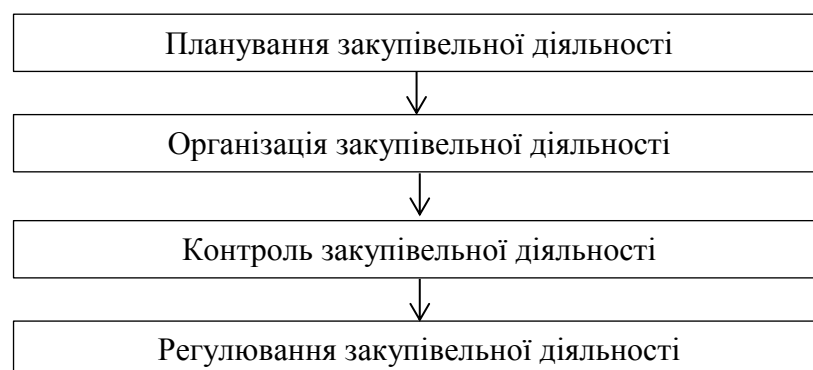 Планування закупівельної діяльності
Організація закупівельної діяльності
Контроль закупівельної діяльності
Регулювання закупівельної діяльності